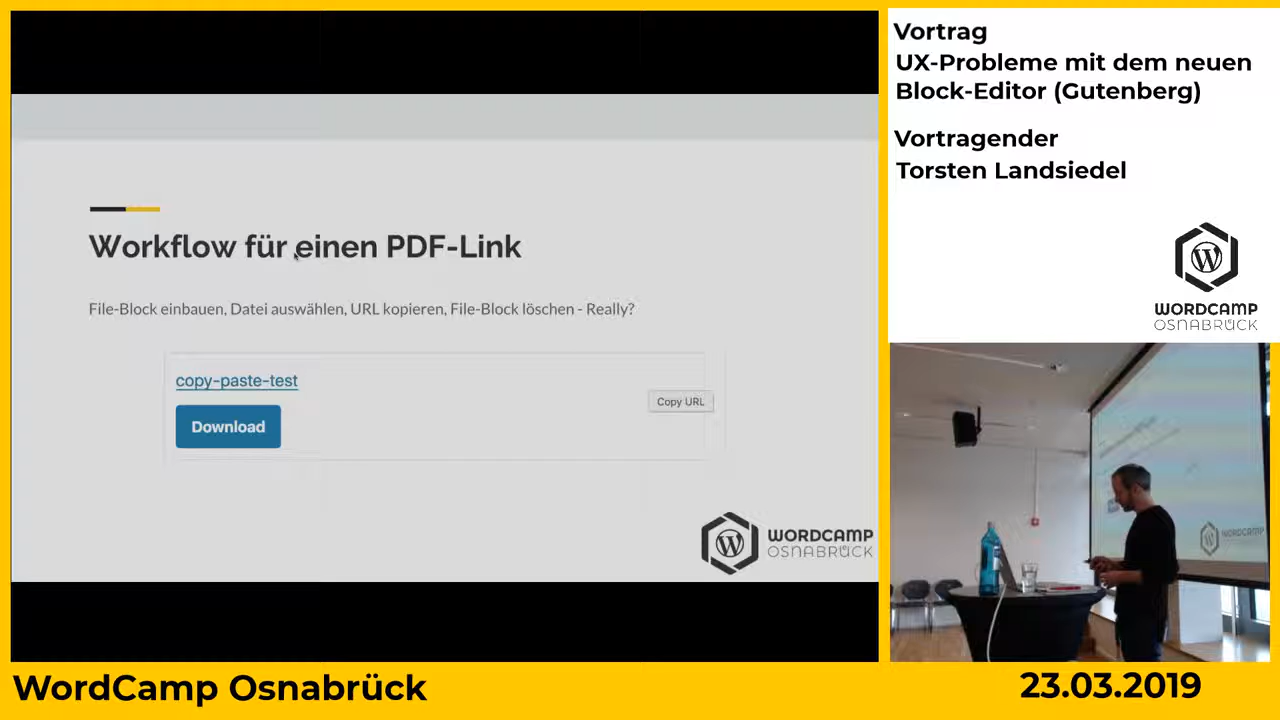 Workflow für einen PDF-Link
File-Block einbauen, Datei auswählen, URL kopieren, File-Block löschen - Really?
copy-paste-test
Copy URL
Download
WORDCAMP
OSNABRÜCK
Vortrag
UX-Probleme mit dem neuen
Block-Editor (Gutenberg)
Vortragender
Torsten Landsiedel
WORDCAMP
OSNABRÜCK
WORDCAMP
WordCamp Osnabrück
23.03.2019